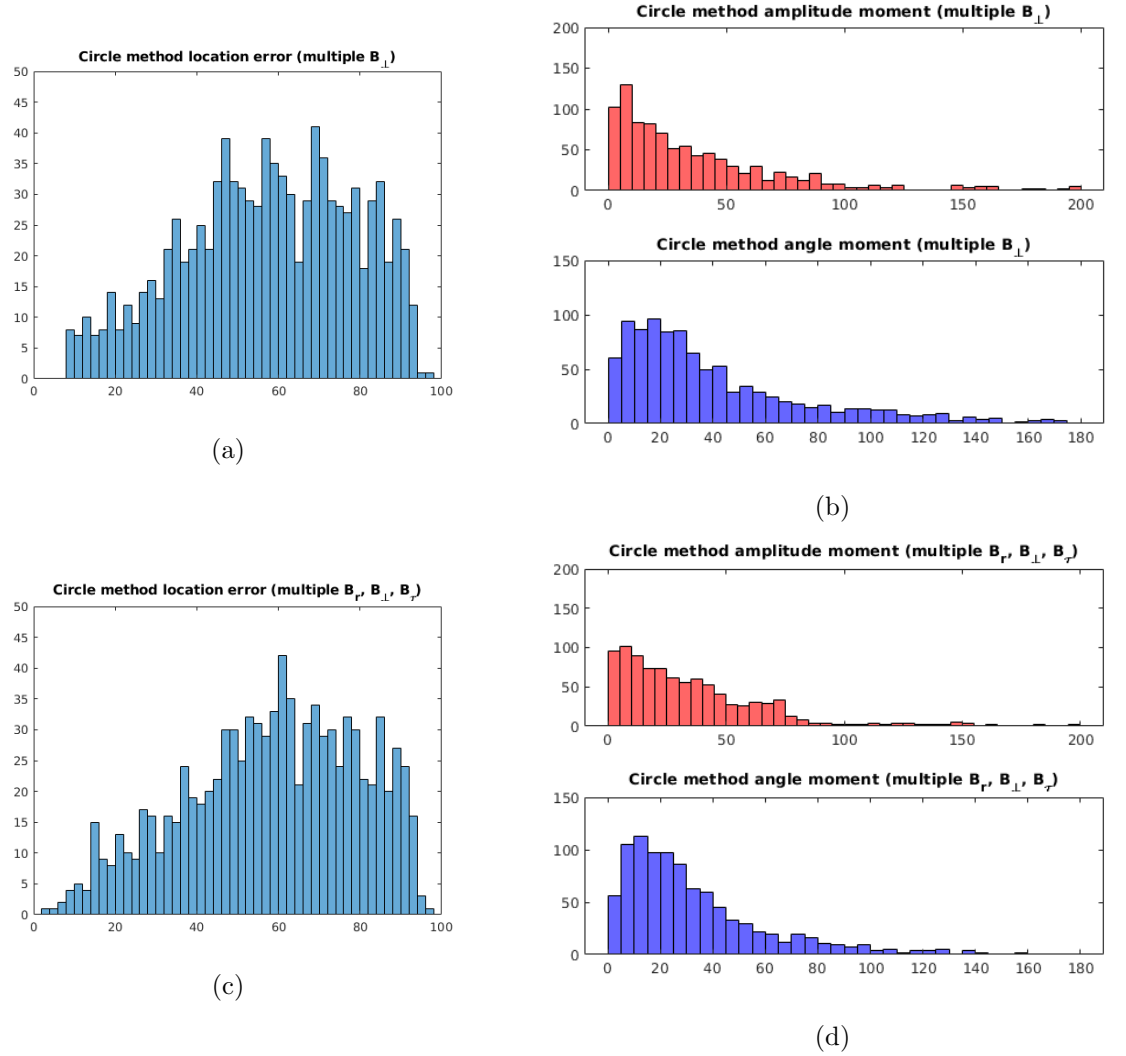 Circle method location error (multiple B⊥)
50
45
40
35
30
25
20
15
10
5
0
0 20 40 60 80 100
(a)
Circle method amplitude moment (multiple B⊥)
200
150
100
50
0
0 50 100 150 200
Circle method angle moment (multiple B⊥)
150
100
50
0
0 20 40 60 80 100 120 140 160 180
(b)
Circle method location error (multiple Br, B⊥, Bτ)
50
45
40
35
30
25
20
15
10
5
0
0 20 40 60 80 100
(c)
Circle method amplitude moment (multiple Br, B⊥, Bτ)
200
150
100
50
0
0 50 100 150 200
Circle method angle moment (multiple Br, B⊥, Bτ)
150
100
50
0
0 20 40 60 80 100 120 140 160 180
(d)